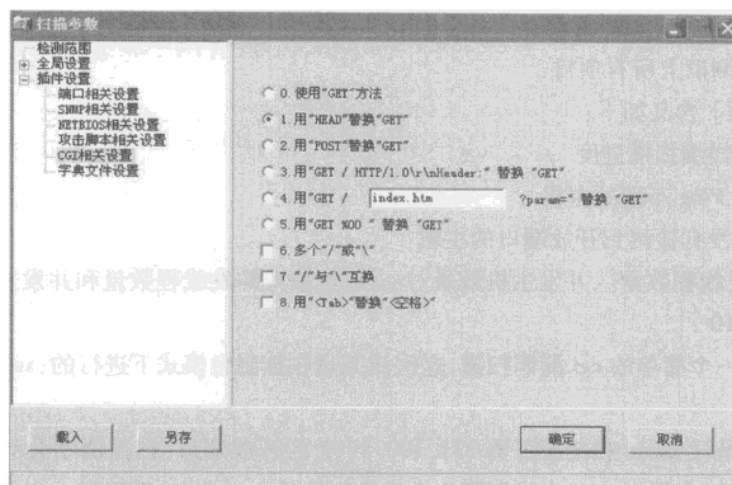 扫描参数
检测范围
全局设置
插件设置
端口相关设置
SNMP相关设置
NETBIOS相关设置
攻击脚本相关设置
CGI相关设置
字典文件设置
0.使用"GET"方法
1.用"HEAD"替换"GET"
2.用"POST"替换"GET"
3.用"GET / HTTP/1.0\r\nHeader:" 替换 "GET"
4.用"GET / index.htm ?param=" 替换 "GET"
5.用"GET %00 " 替换 "GET"
6.多个"/"或"\"
7."/"与"\"互换
8.用"<Tab>"替换"<空格>"
载入 另存 确定 取消